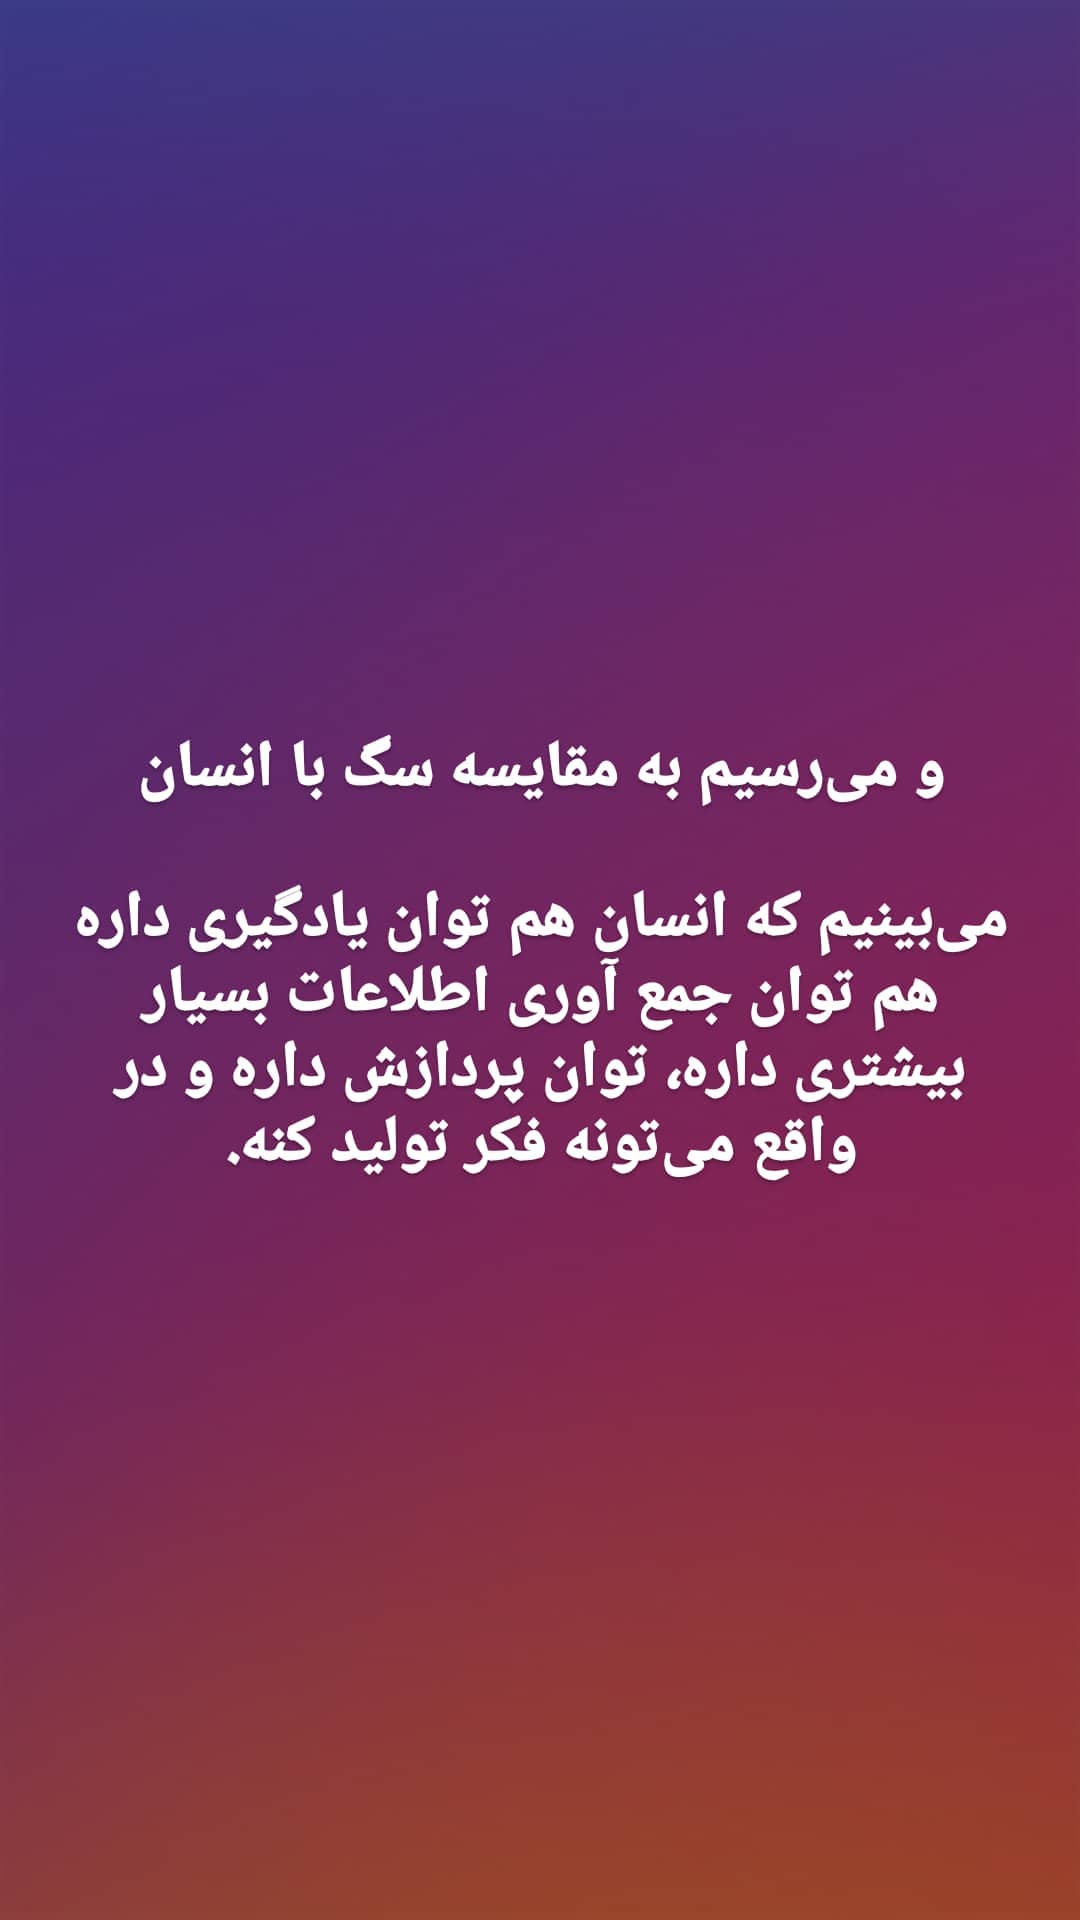 و می‌رسیم به مقایسه سگ با انسان
می‌بینیم که انسان هم توان یادگیری داره
هم توان جمع آوری اطلاعات بسیار
بیشتری داره، توان پردازش داره و در
واقع می‌تونه فکر تولید کنه.